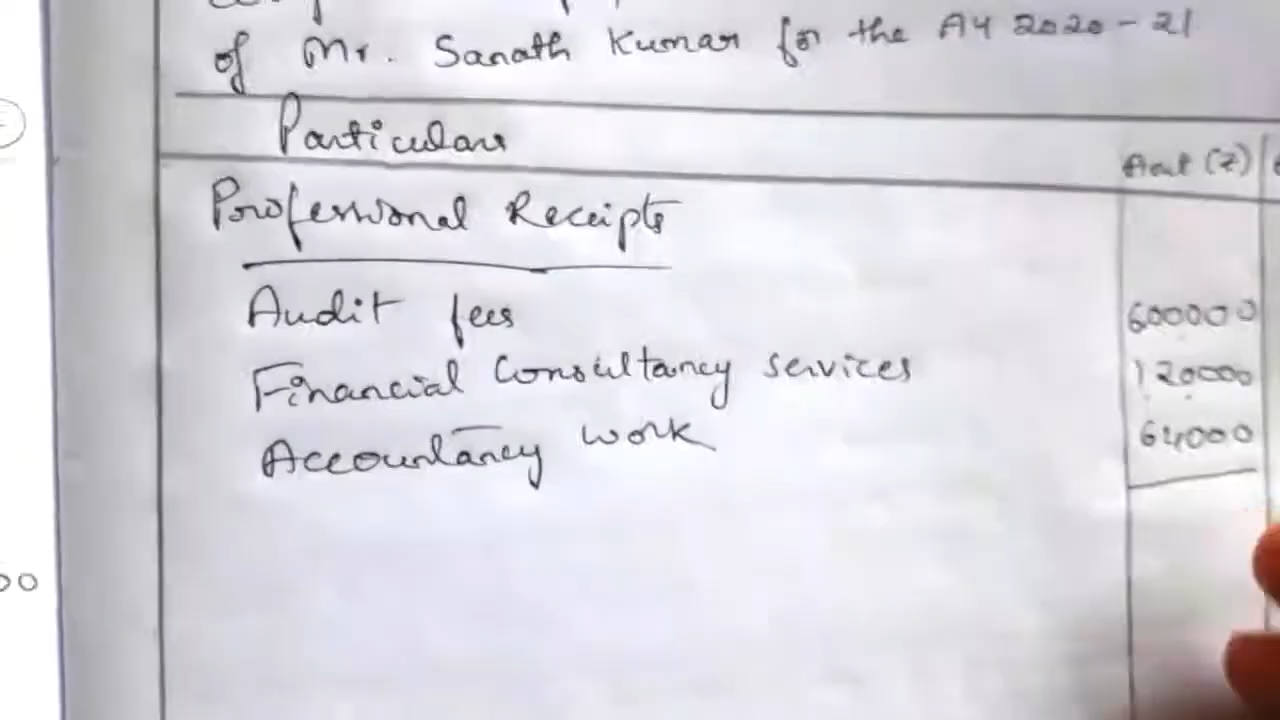 of Mr. Sanath Kumar for the AY 2020-21
Particulars
Amt (₹)
Professional Receipts
Audit fees 600000
Financial Consultancy services 120000
Accountancy work 64000
00